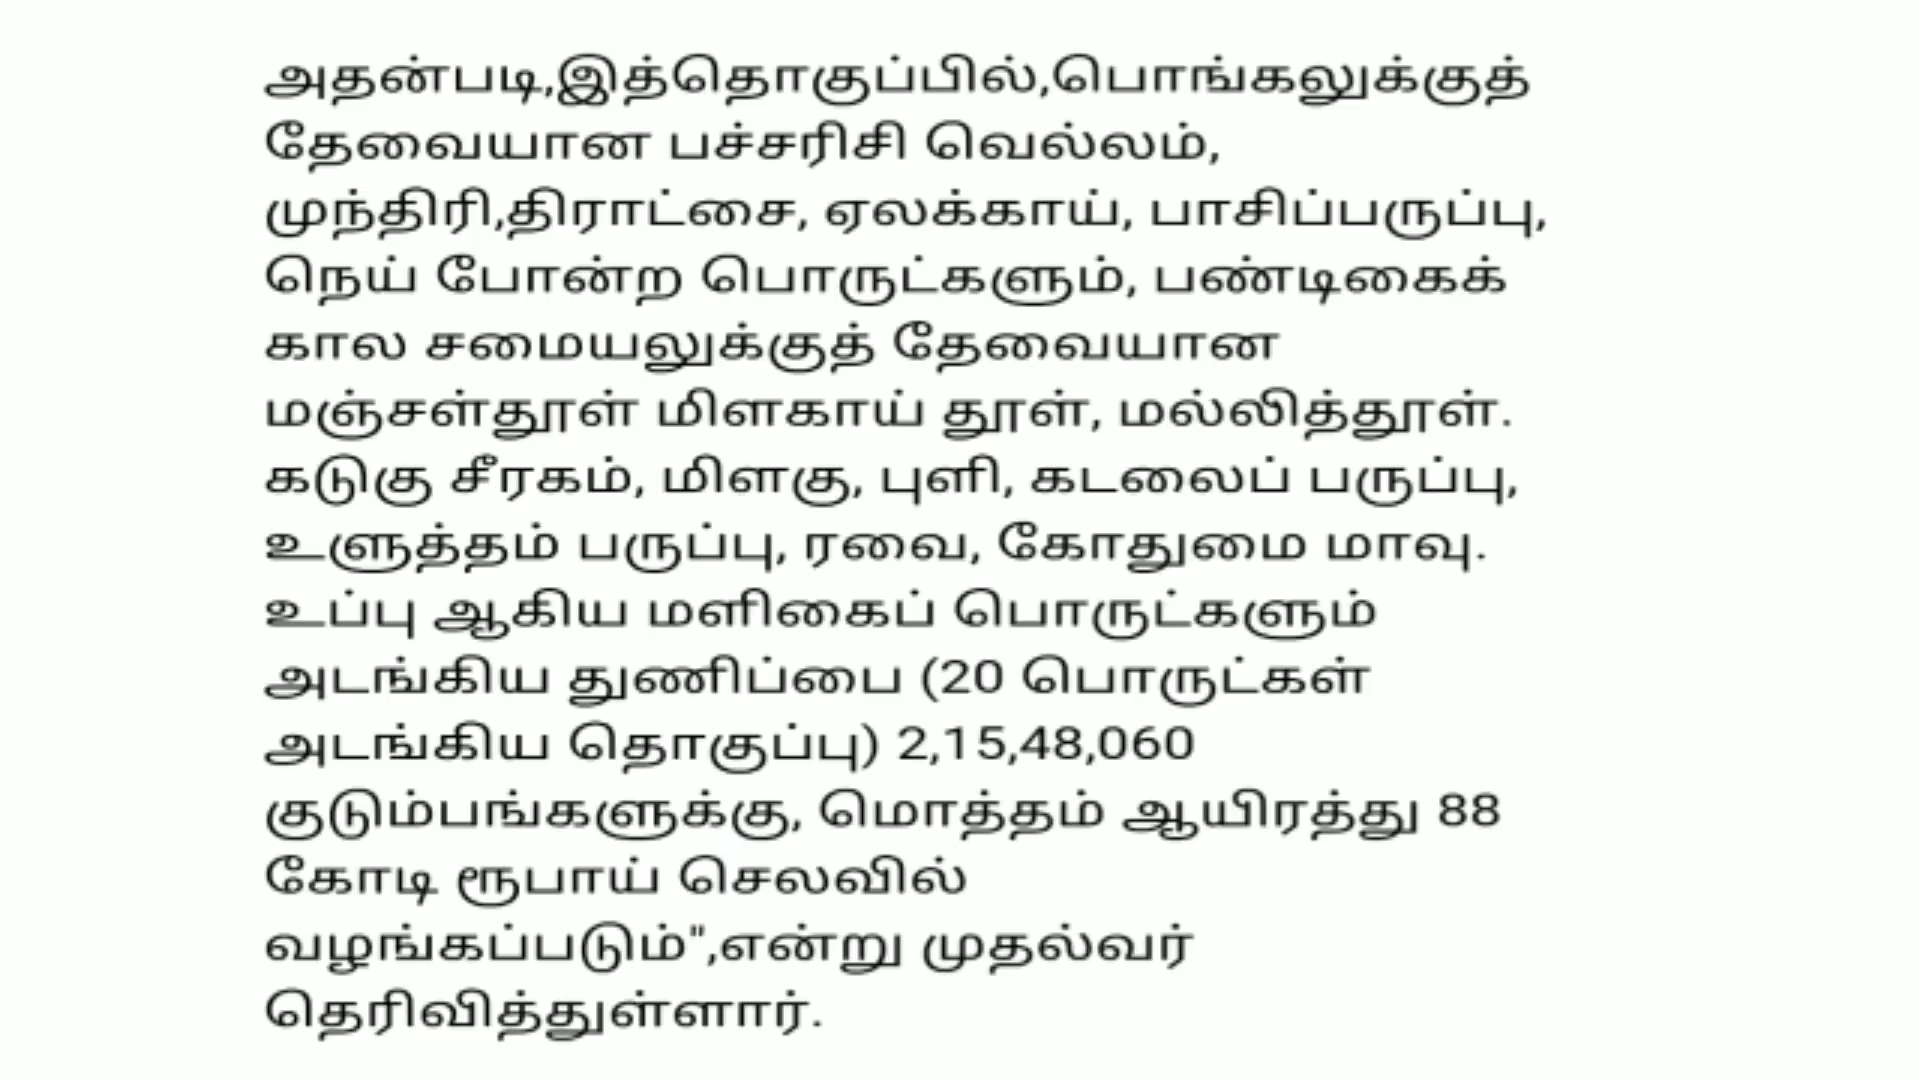 அதன்படி,இத்தொகுப்பில்,பொங்கலுக்குத்
தேவையான பச்சரிசி வெல்லம்,
முந்திரி,திராட்சை, ஏலக்காய், பாசிப்பருப்பு,
நெய் போன்ற பொருட்களும், பண்டிகைக்
கால சமையலுக்குத் தேவையான
மஞ்சள்தூள் மிளகாய் தூள், மல்லித்தூள்.
கடுகு சீரகம், மிளகு, புளி, கடலைப் பருப்பு,
உளுத்தம் பருப்பு, ரவை, கோதுமை மாவு.
உப்பு ஆகிய மளிகைப் பொருட்களும்
அடங்கிய துணிப்பை (20 பொருட்கள்
அடங்கிய தொகுப்பு) 2,15,48,060
குடும்பங்களுக்கு, மொத்தம் ஆயிரத்து 88
கோடி ரூபாய் செலவில்
வழங்கப்படும்",என்று முதல்வர்
தெரிவித்துள்ளார்.